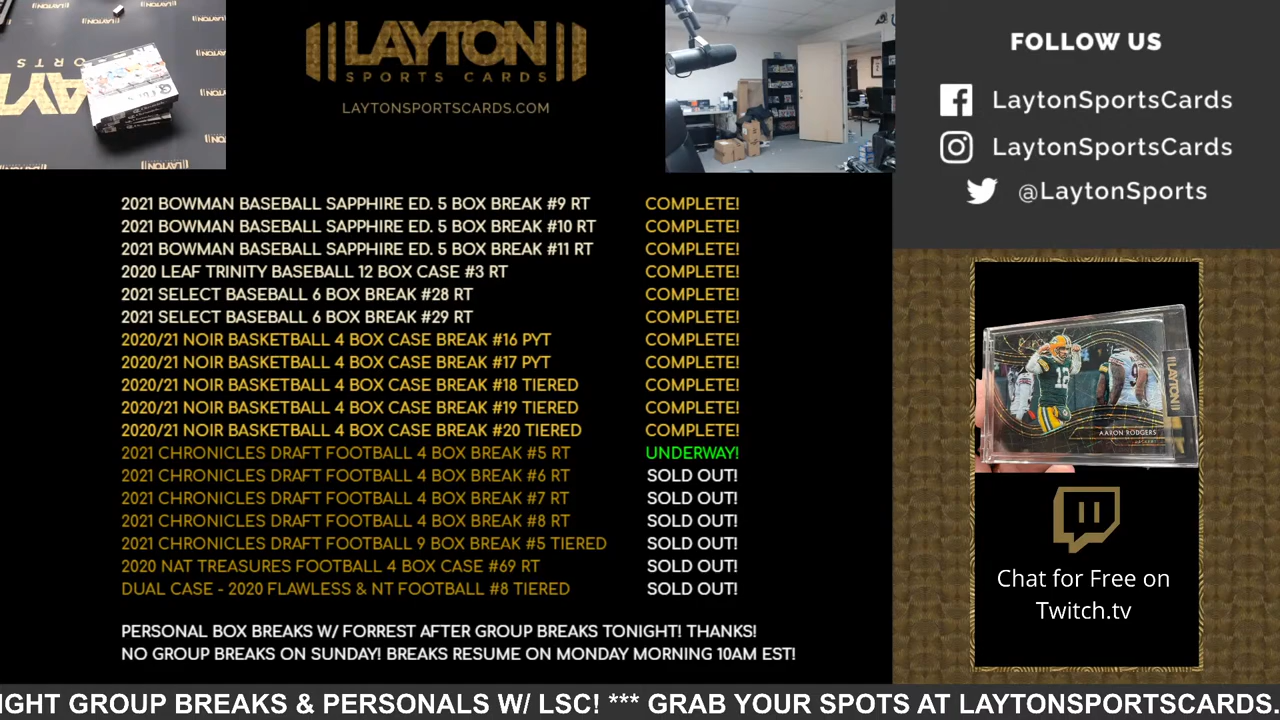 LAYTON
SPORTS CARDS
LAYTONSPORTSCARDS.COM
FOLLOW US
LaytonSportsCards
LaytonSportsCards
@LaytonSports
2021 BOWMAN BASEBALL SAPPHIRE ED. 5 BOX BREAK #9 RT COMPLETE!
2021 BOWMAN BASEBALL SAPPHIRE ED. 5 BOX BREAK #10 RT COMPLETE!
2021 BOWMAN BASEBALL SAPPHIRE ED. 5 BOX BREAK #11 RT COMPLETE!
2020 LEAF TRINITY BASEBALL 12 BOX CASE #3 RT COMPLETE!
2021 SELECT BASEBALL 6 BOX BREAK #28 RT COMPLETE!
2021 SELECT BASEBALL 6 BOX BREAK #29 RT COMPLETE!
2020/21 NOIR BASKETBALL 4 BOX CASE BREAK #16 PYT COMPLETE!
2020/21 NOIR BASKETBALL 4 BOX CASE BREAK #17 PYT COMPLETE!
2020/21 NOIR BASKETBALL 4 BOX CASE BREAK #18 TIERED COMPLETE!
2020/21 NOIR BASKETBALL 4 BOX CASE BREAK #19 TIERED COMPLETE!
2020/21 NOIR BASKETBALL 4 BOX CASE BREAK #20 TIERED COMPLETE!
2021 CHRONICLES DRAFT FOOTBALL 4 BOX BREAK #5 RT UNDERWAY!
2021 CHRONICLES DRAFT FOOTBALL 4 BOX BREAK #6 RT SOLD OUT!
2021 CHRONICLES DRAFT FOOTBALL 4 BOX BREAK #7 RT SOLD OUT!
2021 CHRONICLES DRAFT FOOTBALL 4 BOX BREAK #8 RT SOLD OUT!
2021 CHRONICLES DRAFT FOOTBALL 9 BOX BREAK #5 TIERED SOLD OUT!
2020 NAT TREASURES FOOTBALL 4 BOX CASE #69 RT SOLD OUT!
DUAL CASE - 2020 FLAWLESS & NT FOOTBALL #8 TIERED SOLD OUT!
PERSONAL BOX BREAKS W/ FORREST AFTER GROUP BREAKS TONIGHT! THANKS!
NO GROUP BREAKS ON SUNDAY! BREAKS RESUME ON MONDAY MORNING 10AM EST!
AARON RODGERS
LAYTON
Chat for Free on
Twitch.tv
IGHT GROUP BREAKS & PERSONALS W/ LSC! *** GRAB YOUR SPOTS AT LAYTONSPORTSCARDS.